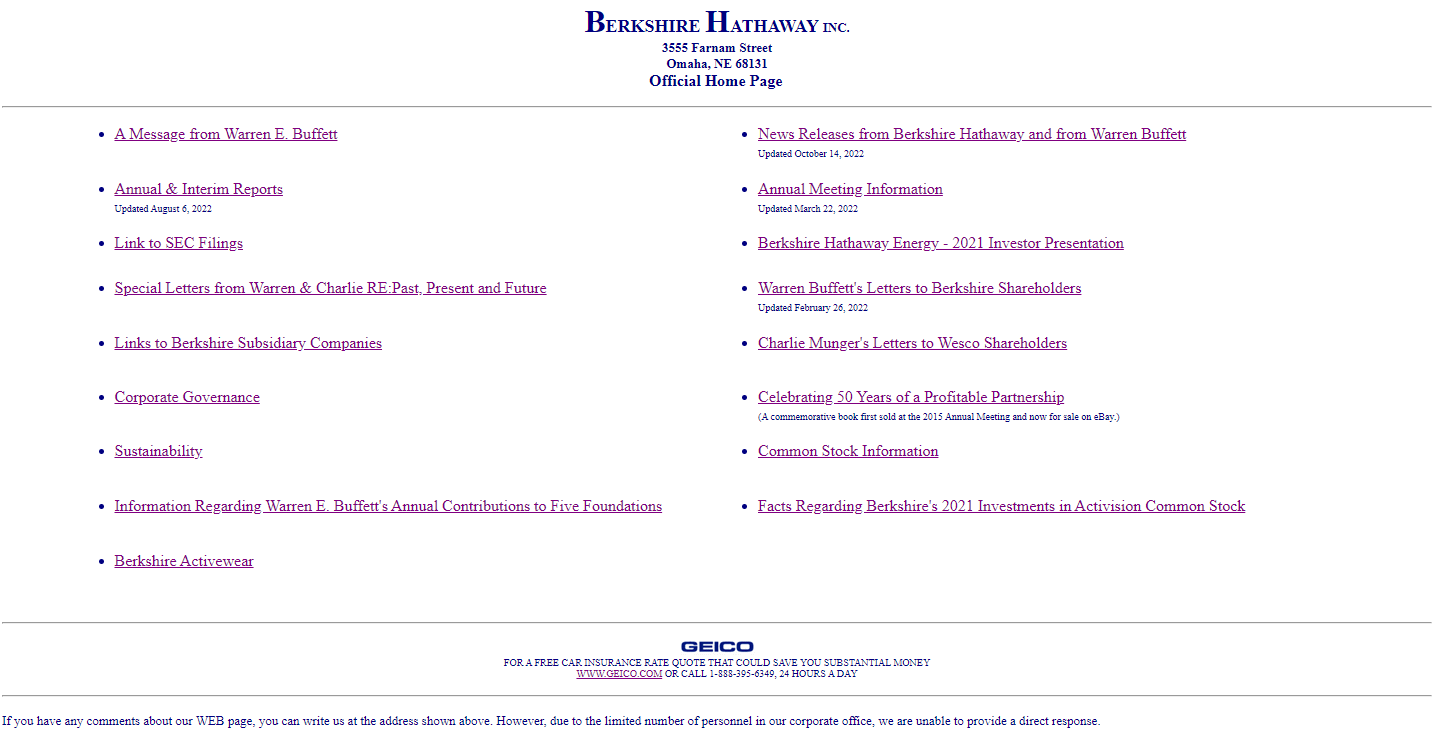 BERKSHIRE HATHAWAY INC.
3555 Farnam Street
Omaha, NE 68131
Official Home Page
A Message from Warren E. Buffett
News Releases from Berkshire Hathaway and from Warren Buffett
Updated October 14, 2022
Annual & Interim Reports
Updated August 6, 2022
Annual Meeting Information
Updated March 22, 2022
Link to SEC Filings
Berkshire Hathaway Energy - 2021 Investor Presentation
Special Letters from Warren & Charlie RE:Past, Present and Future
Warren Buffett's Letters to Berkshire Shareholders
Updated February 26, 2022
Links to Berkshire Subsidiary Companies
Charlie Munger's Letters to Wesco Shareholders
Corporate Governance
Celebrating 50 Years of a Profitable Partnership
(A commemorative book first sold at the 2015 Annual Meeting and now for sale on eBay.)
Sustainability
Common Stock Information
Information Regarding Warren E. Buffett's Annual Contributions to Five Foundations
Facts Regarding Berkshire's 2021 Investments in Activision Common Stock
Berkshire Activewear
GEICO
FOR A FREE CAR INSURANCE RATE QUOTE THAT COULD SAVE YOU SUBSTANTIAL MONEY
WWW.GEICO.COM OR CALL 1-888-395-6349, 24 HOURS A DAY
If you have any comments about our WEB page, you can write us at the address shown above. However, due to the limited number of personnel in our corporate office, we are unable to provide a direct response.